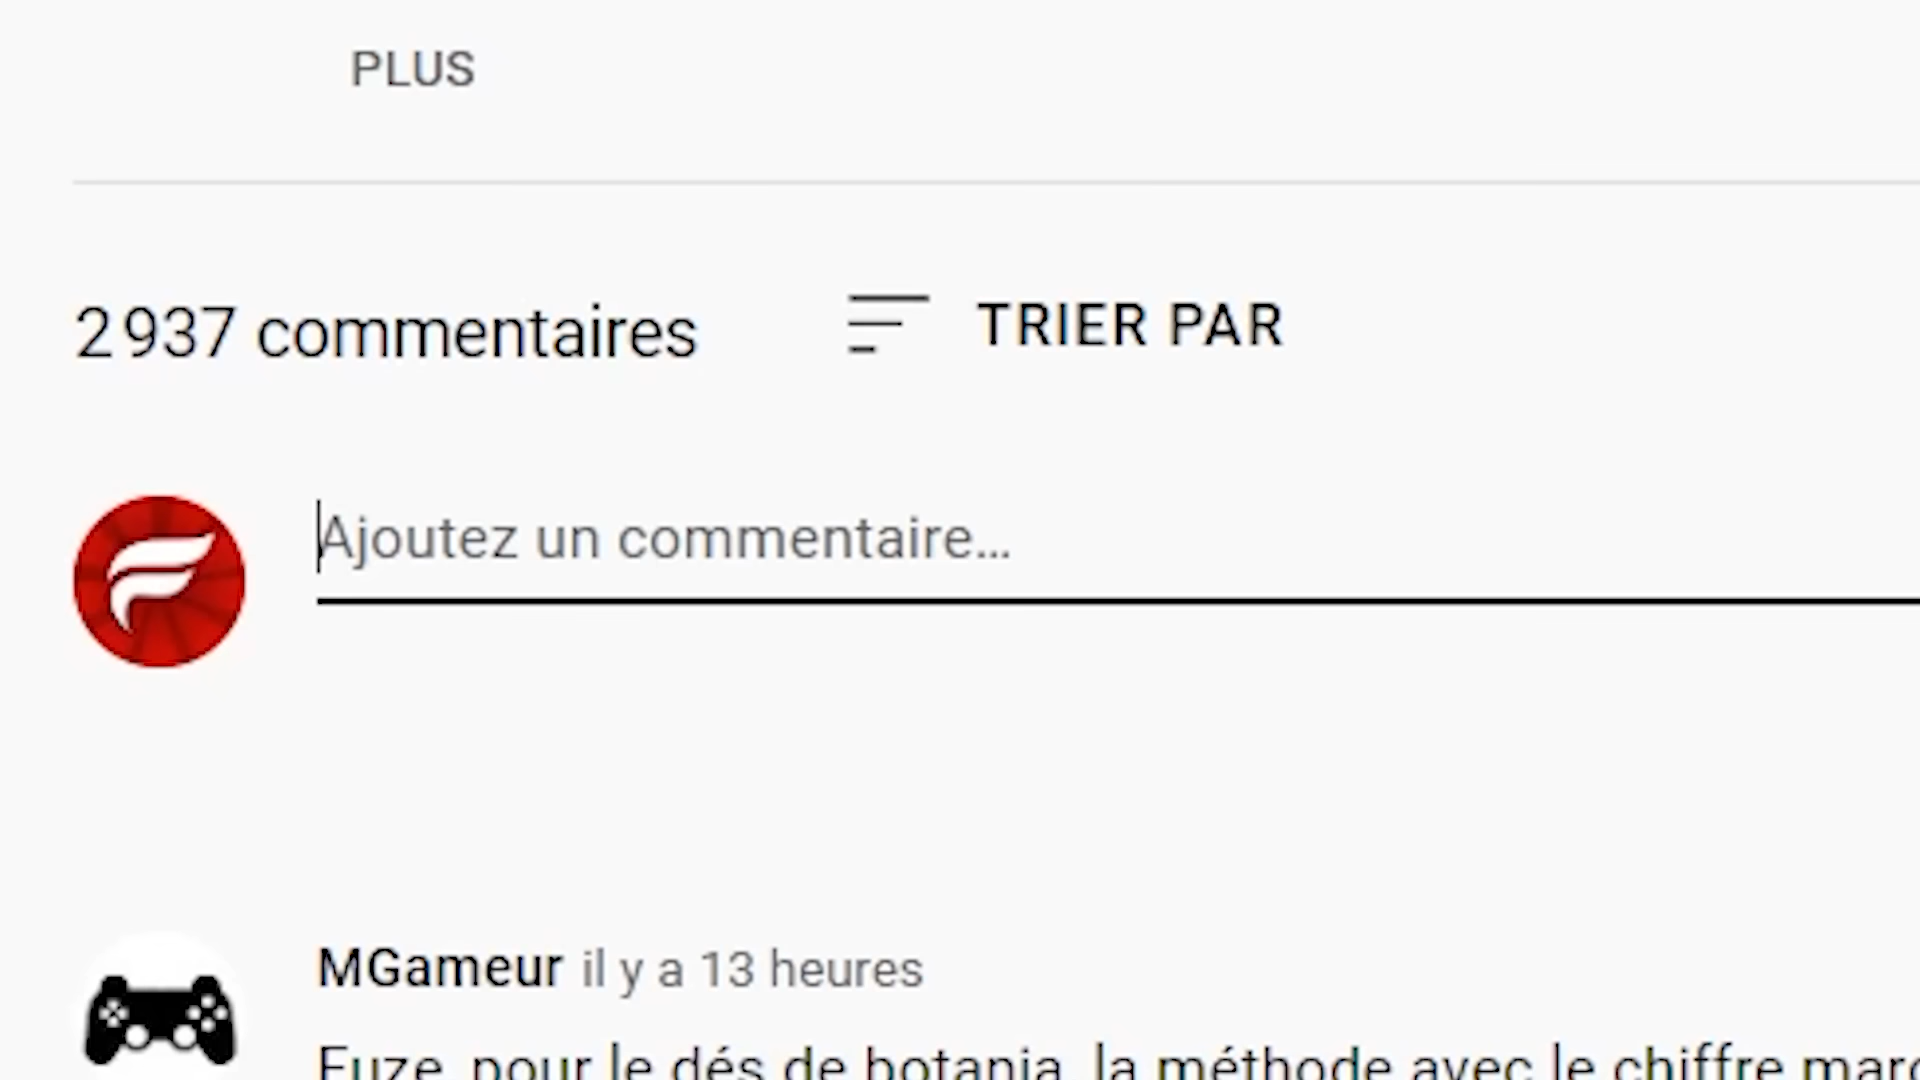 PLUS
2 937 commentaires
TRIER PAR
Ajoutez un commentaire...
MGameur il y a 13 heures
Fuze, pour le dés de botania, la méthode avec le chiffre